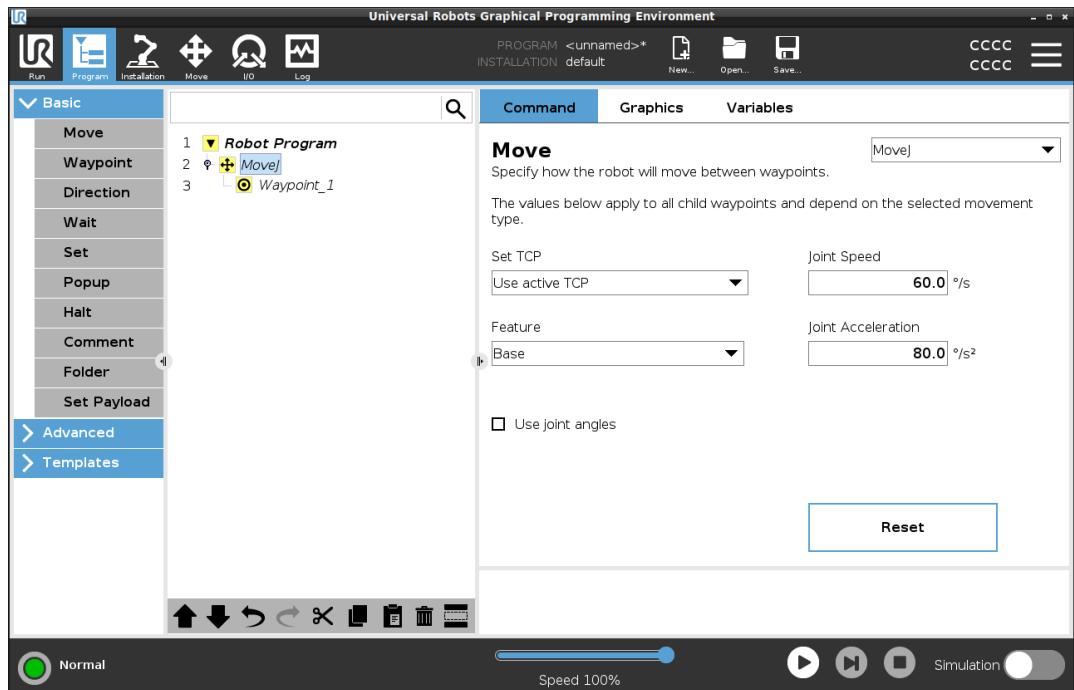 Universal Robots Graphical Programming Environment
UR
Run
Program
Installation
Move
I/O
Log
PROGRAM <unnamed>*
INSTALLATION default
New...
Open...
Save...
CCCC
CCCC
Basic
Move
Waypoint
Direction
Wait
Set
Popup
Halt
Comment
Folder
Set Payload
Advanced
Templates
1 Robot Program
2 MoveJ
3 Waypoint_1
Command Graphics Variables
Move
MoveJ
Specify how the robot will move between waypoints.
The values below apply to all child waypoints and depend on the selected movement
type.
Set TCP
Joint Speed
Use active TCP
60.0 °/s
Feature
Joint Acceleration
Base
80.0 °/s²
Use joint angles
Reset
Normal
Speed 100%
Simulation